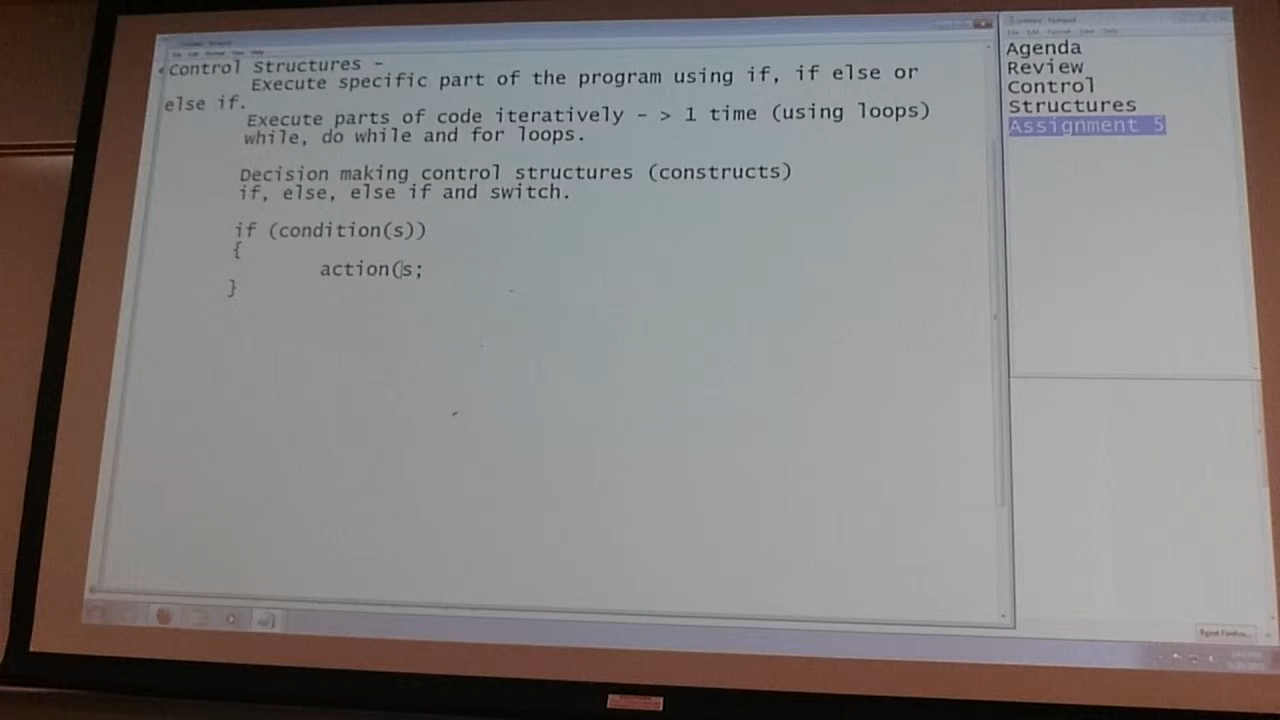 Control Structures -
Execute specific part of the program using if, if else or
else if.
Execute parts of code iteratively - > 1 time (using loops)
while, do while and for loops.
Decision making control structures (constructs)
if, else, else if and switch.
if (condition(s))
{
action(s;
}
Agenda
Review
Control
Structures
Assignment 5